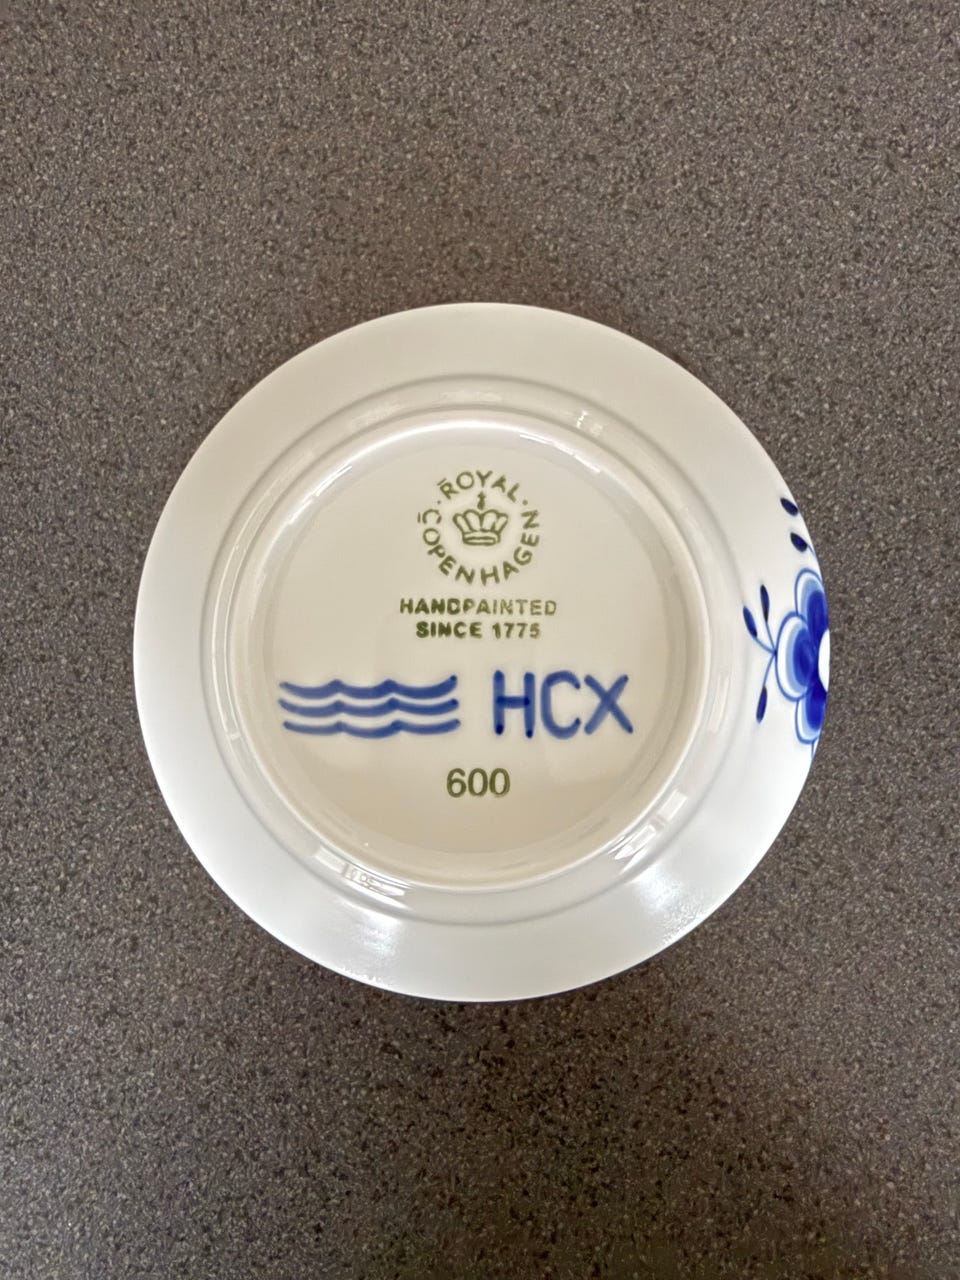 ROYAL
COPENHAGEN
HANDPAINTED
SINCE 1775
HCX
600